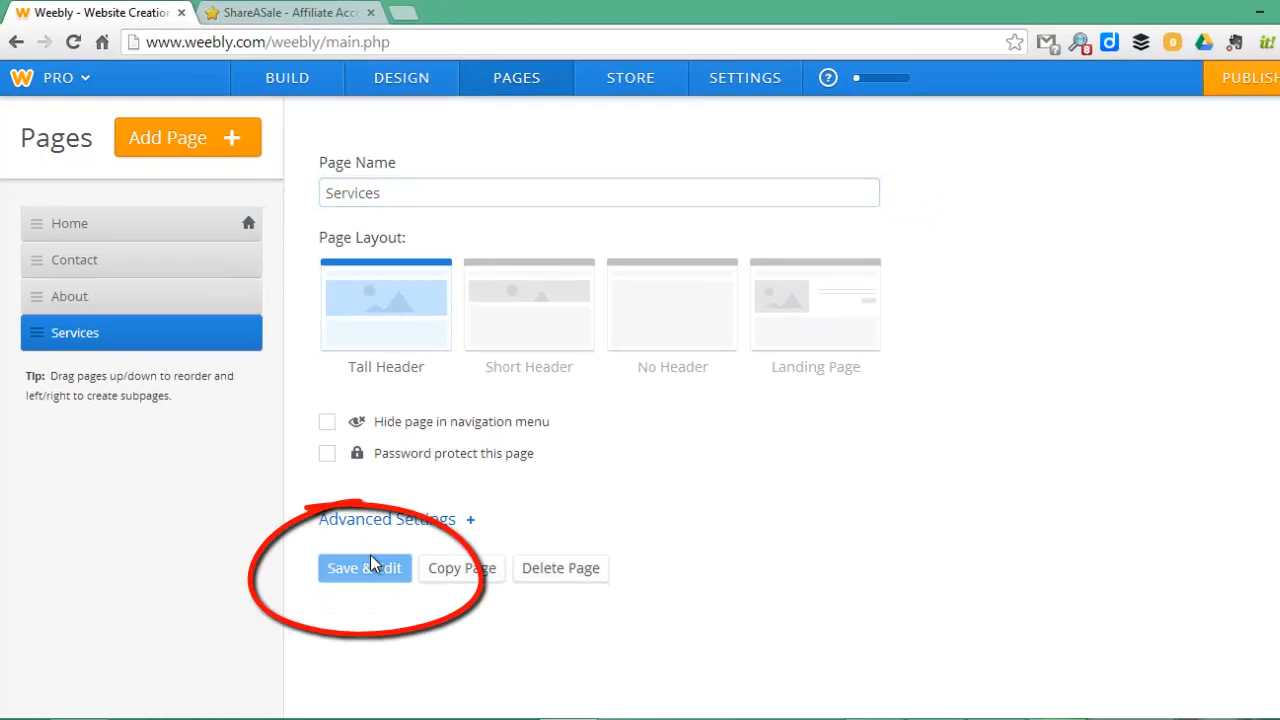 Weebly - Website Creation
ShareASale - Affiliate Acc
www.weebly.com/weebly/main.php
PRO BUILD DESIGN PAGES STORE SETTINGS ? PUBLISH
Pages Add Page +
Home
Contact
About
Services
Tip: Drag pages up/down to reorder and
left/right to create subpages.
Page Name
Services
Page Layout:
Tall Header Short Header No Header Landing Page
Hide page in navigation menu
Password protect this page
Advanced Settings +
Save & Edit Copy Page Delete Page